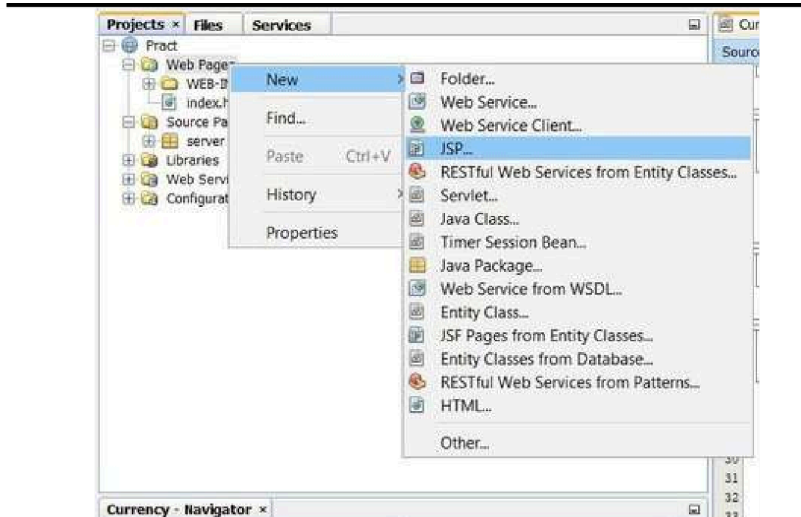 Projects × Files Services
Cur
Pract
Sourc
Web Pages
WEB-I
index.h
Source Pa
server
Libraries
Web Servi
Configurat
New
Find...
Paste Ctrl+V
History
Properties
Folder...
Web Service...
Web Service Client...
JSP...
RESTful Web Services from Entity Classes...
Servlet...
Java Class...
Timer Session Bean...
Java Package...
Web Service from WSDL...
Entity Class...
JSF Pages from Entity Classes...
Entity Classes from Database...
RESTful Web Services from Patterns...
HTML...
Other...
30
31
32
33
Currency - Navigator ×